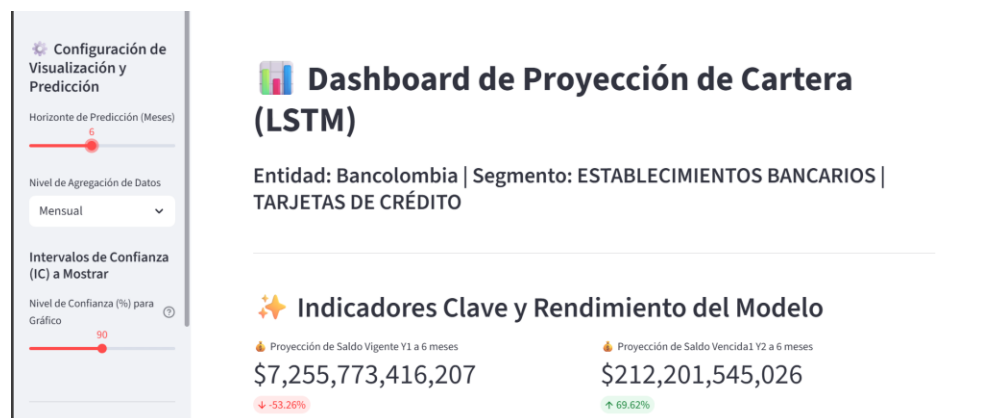 Configuración de
Visualización y
Predicción
Horizonte de Predicción (Meses)
6
Nivel de Agregación de Datos
Mensual
Intervalos de Confianza
(IC) a Mostrar
Nivel de Confianza (%) para
Gráfico
90
Dashboard de Proyección de Cartera
(LSTM)
Entidad: Bancolombia | Segmento: ESTABLECIMIENTOS BANCARIOS |
TARJETAS DE CRÉDITO
Indicadores Clave y Rendimiento del Modelo
Proyección de Saldo Vigente Y1 a 6 meses
$7,255,773,416,207
↓ -53.26%
Proyección de Saldo Vencida1 Y2 a 6 meses
$212,201,545,026
↑ 69.62%